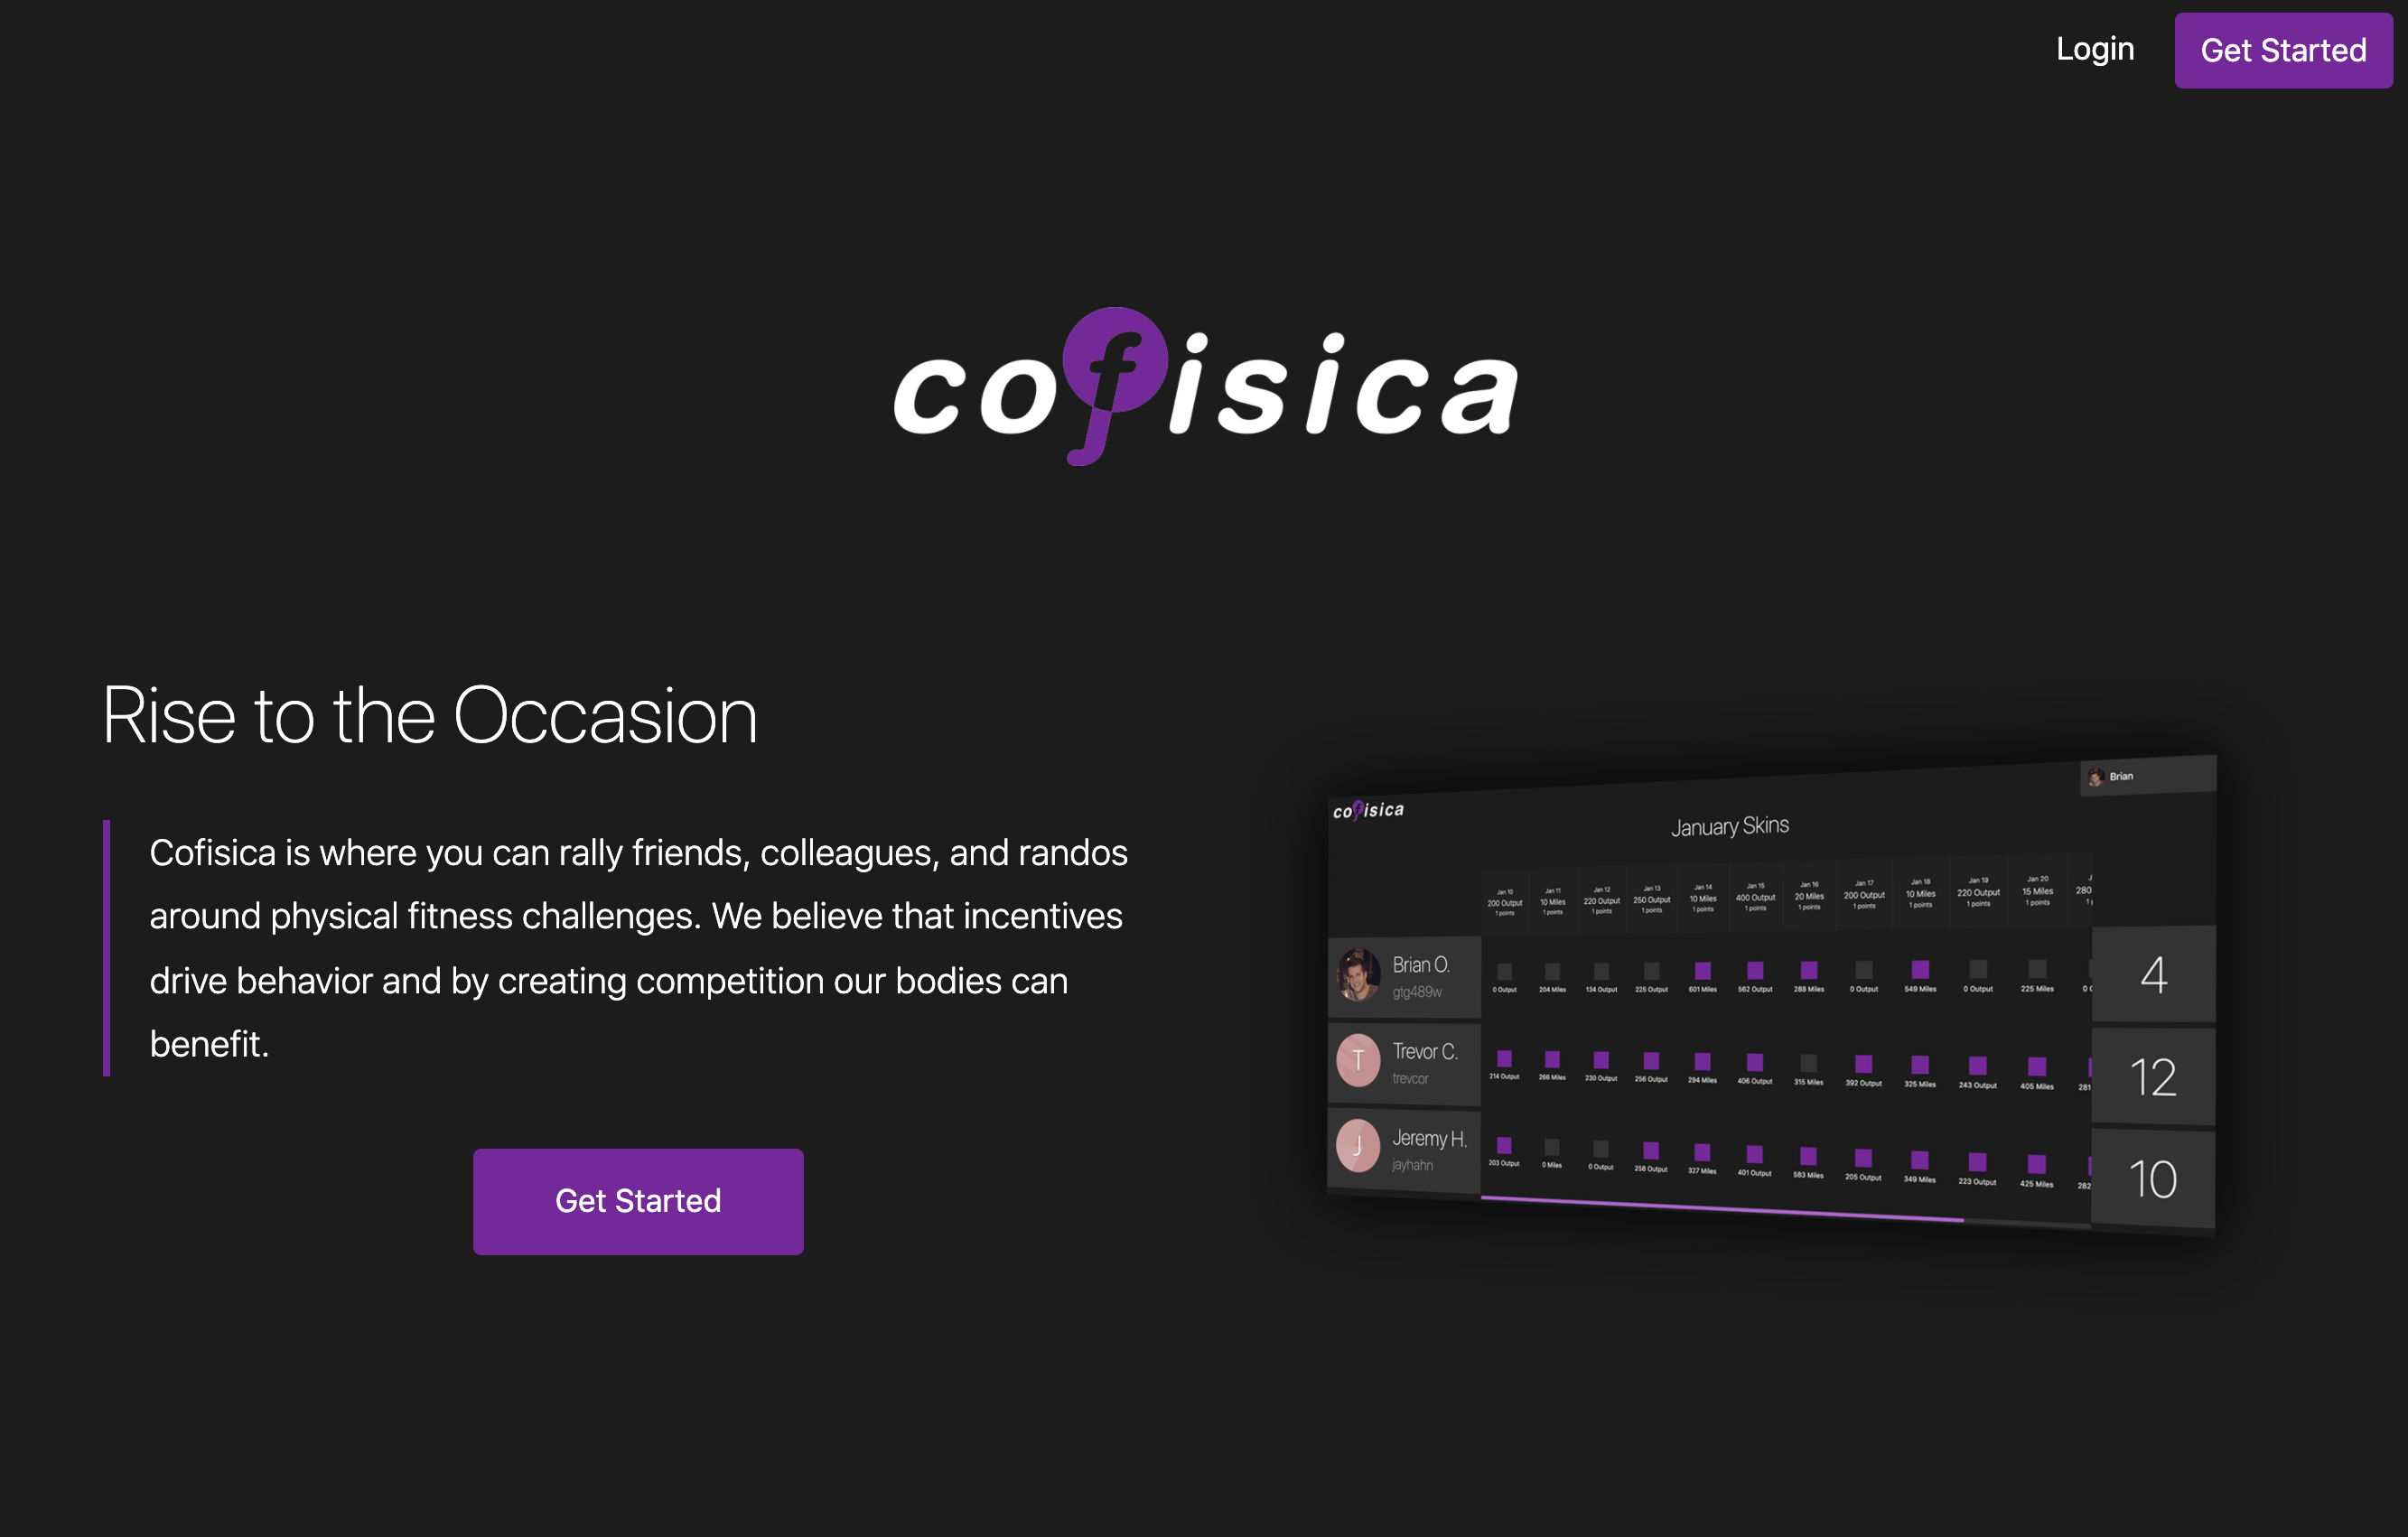 Login
Get Started
cofisica
Rise to the Occasion
Cofisica is where you can rally friends, colleagues, and randos
around physical fitness challenges. We believe that incentives
drive behavior and by creating competition our bodies can
benefit.
Get Started
Brian
cofisica
January Skins
Jan 10 Jan 11 Jan 12 Jan 13 Jan 14 Jan 15 Jan 16 Jan 17 Jan 18 Jan 19 Jan 20
200 Output 10 Miles 220 Output 250 Output 10 Miles 400 Output 20 Miles 200 Output 10 Miles 220 Output 15 Miles 280
1 points 1 points 1 points 1 points 1 points 1 points 1 points 1 points 1 points 1 points 1 points
Brian O.
gtg489w
0 Output 204 Miles 134 Output 225 Output 601 Miles 562 Output 288 Miles 0 Output 549 Miles 0 Output 225 Miles
4
T
Trevor C.
trevcor
214 Output 266 Miles 230 Output 256 Output 294 Miles 406 Output 315 Miles 392 Output 325 Miles 243 Output 405 Miles 281
12
J
Jeremy H.
jayhahn
203 Output 0 Miles 0 Output 258 Output 327 Miles 401 Output 583 Miles 205 Output 349 Miles 223 Output 425 Miles 282
10